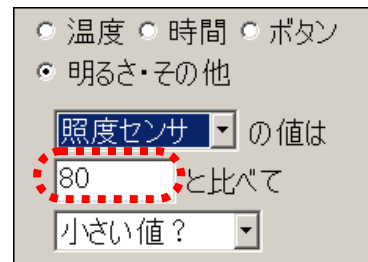 温度 時間 ボタン
明るさ・その他
照度センサ の値は
80 と比べて
小さい値？